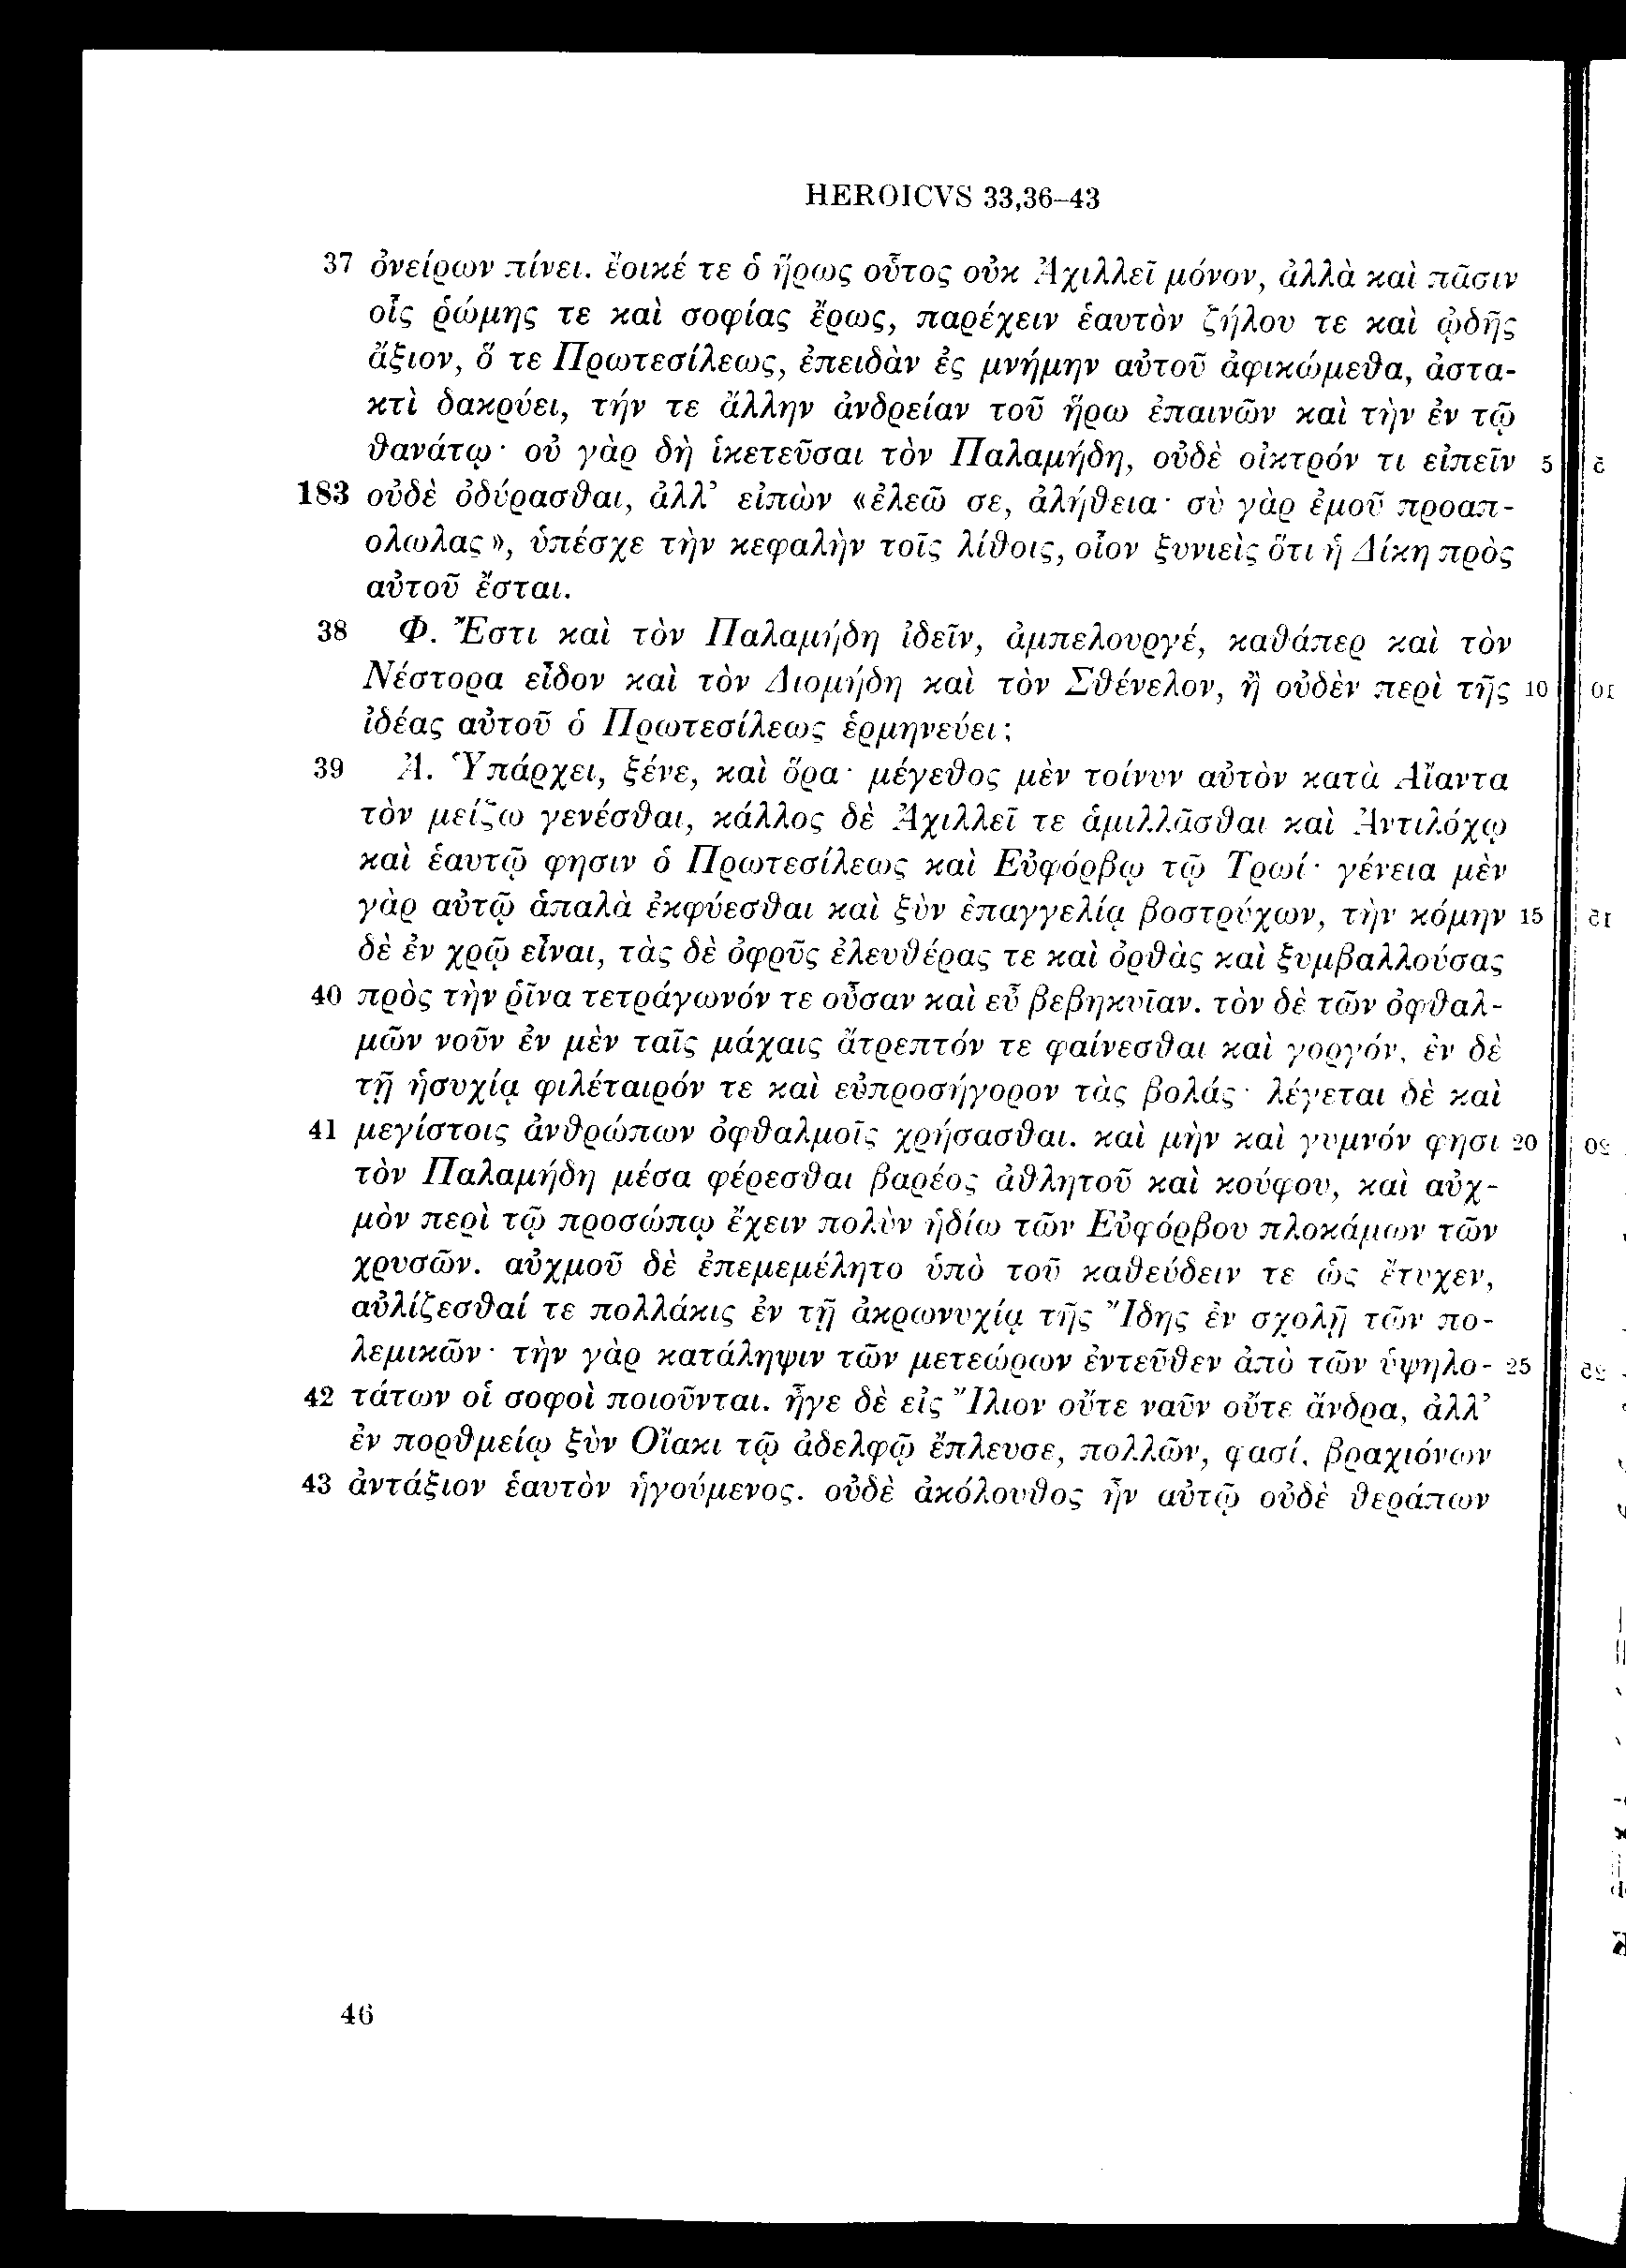 HEROICVS 33,36–43
37 ὀνείρων πίνει. ἔοικέ τε ὁ ἥρως οὗτος οὐκ Ἀχιλλεῖ μόνον, ἀλλὰ καὶ πᾶσιν
οἷς ῥώμης τε καὶ σοφίας ἔρως, παρέχειν ἑαυτὸν ζήλου τε καὶ ᾠδῆς
ἄξιον, ὅ τε Πρωτεσίλεως, ἐπειδὰν ἐς μνήμην αὐτοῦ ἀφικώμεθα, ἀστα-
κτὶ δακρύει, τήν τε ἄλλην ἀνδρείαν τοῦ ἥρω ἐπαινῶν καὶ τὴν ἐν τῷ
θανάτῳ· οὐ γὰρ δὴ ἱκετεῦσαι τὸν Παλαμήδη, οὐδὲ οἰκτρόν τι εἰπεῖν 5
183 οὐδὲ ὀδύρασθαι, ἀλλ’ εἰπὼν «ἐλεῶ σε, ἀλήθεια· σὺ γὰρ ἐμοῦ προαπ-
ολωλας», ὑπέσχε τὴν κεφαλὴν τοῖς λίθοις, οἷον ξυνιεὶς ὅτι ἡ Δίκη πρὸς
αὐτοῦ ἔσται.
38 Φ. Ἔστι καὶ τὸν Παλαμήδη ἰδεῖν, ἀμπελουργέ, καθάπερ καὶ τὸν
Νέστορα εἶδον καὶ τὸν Διομήδη καὶ τὸν Σθένελον, ἢ οὐδὲν περὶ τῆς 10
ἰδέας αὐτοῦ ὁ Πρωτεσίλεως ἑρμηνεύει;
39 Ἀ. Ὑπάρχει, ξένε, καὶ ὅρα· μέγεθος μὲν τοίνυν αὐτὸν κατὰ Αἴαντα
τὸν μείζω γενέσθαι, κάλλος δὲ Ἀχιλλεῖ τε ἁμιλλᾶσθαι καὶ Ἀντιλόχῳ
καὶ ἑαυτῷ φησιν ὁ Πρωτεσίλεως καὶ Εὐφόρβῳ τῷ Τρωί· γένεια μὲν
γὰρ αὐτῷ ἁπαλὰ ἐκφύεσθαι καὶ ξὺν ἐπαγγελίᾳ βοστρύχων, τὴν κόμην 15
δὲ ἐν χρῷ εἶναι, τὰς δὲ ὀφρῦς ἐλευθέρας τε καὶ ὀρθὰς καὶ ξυμβαλλούσας
40 πρὸς τὴν ῥῖνα τετράγωνόν τε οὖσαν καὶ εὖ βεβηκυῖαν. τὸν δὲ τῶν ὀφθαλ-
μῶν νοῦν ἐν μὲν ταῖς μάχαις ἄτρεπτόν τε φαίνεσθαι καὶ γοργόν, ἐν δὲ
τῇ ἡσυχίᾳ φιλέταιρόν τε καὶ εὐπροσήγορον τὰς βολάς· λέγεται δὲ καὶ
41 μεγίστοις ἀνθρώπων ὀφθαλμοῖς χρήσασθαι. καὶ μὴν καὶ γυμνόν φησι 20
τὸν Παλαμήδη μέσα φέρεσθαι βαρέος ἀθλητοῦ καὶ κούφου, καὶ αὐχ-
μὸν περὶ τῷ προσώπῳ ἔχειν πολὺν ἡδίω τῶν Εὐφόρβου πλοκάμων τῶν
χρυσῶν. αὐχμοῦ δὲ ἐπεμεμέλητο ὑπὸ τοῦ καθεύδειν τε ὡς ἔτυχεν,
αὐλίζεσθαί τε πολλάκις ἐν τῇ ἀκρωνυχίᾳ τῆς Ἴδης ἐν σχολῇ τῶν πο-
λεμικῶν· τὴν γὰρ κατάληψιν τῶν μετεώρων ἐντεῦθεν ἀπὸ τῶν ὑψηλο- 25
42 τάτων οἱ σοφοὶ ποιοῦνται. ἦγε δὲ εἰς Ἴλιον οὔτε ναῦν οὔτε ἄνδρα, ἀλλ’
ἐν πορθμείῳ ξὺν Οἴακι τῷ ἀδελφῷ ἔπλευσε, πολλῶν, φασί, βραχιόνων
43 ἀντάξιον ἑαυτὸν ἡγούμενος. οὐδὲ ἀκόλουθος ἦν αὐτῷ οὐδὲ θεράπων
46